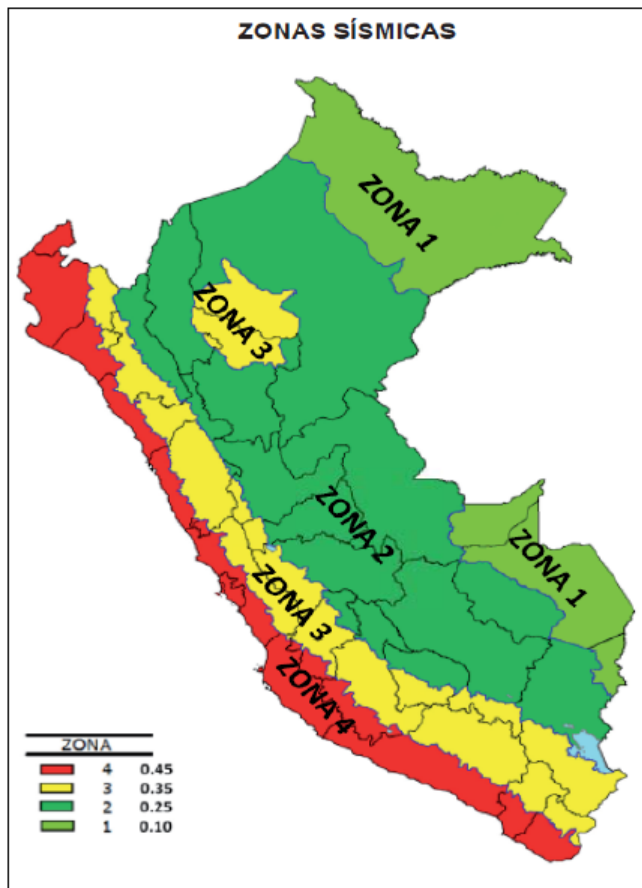 ZONAS SÍSMICAS
ZONA 1
ZONA 3
ZONA 2
ZONA 1
ZONA 3
ZONA 4
ZONA
4 0.45
3 0.35
2 0.25
1 0.10